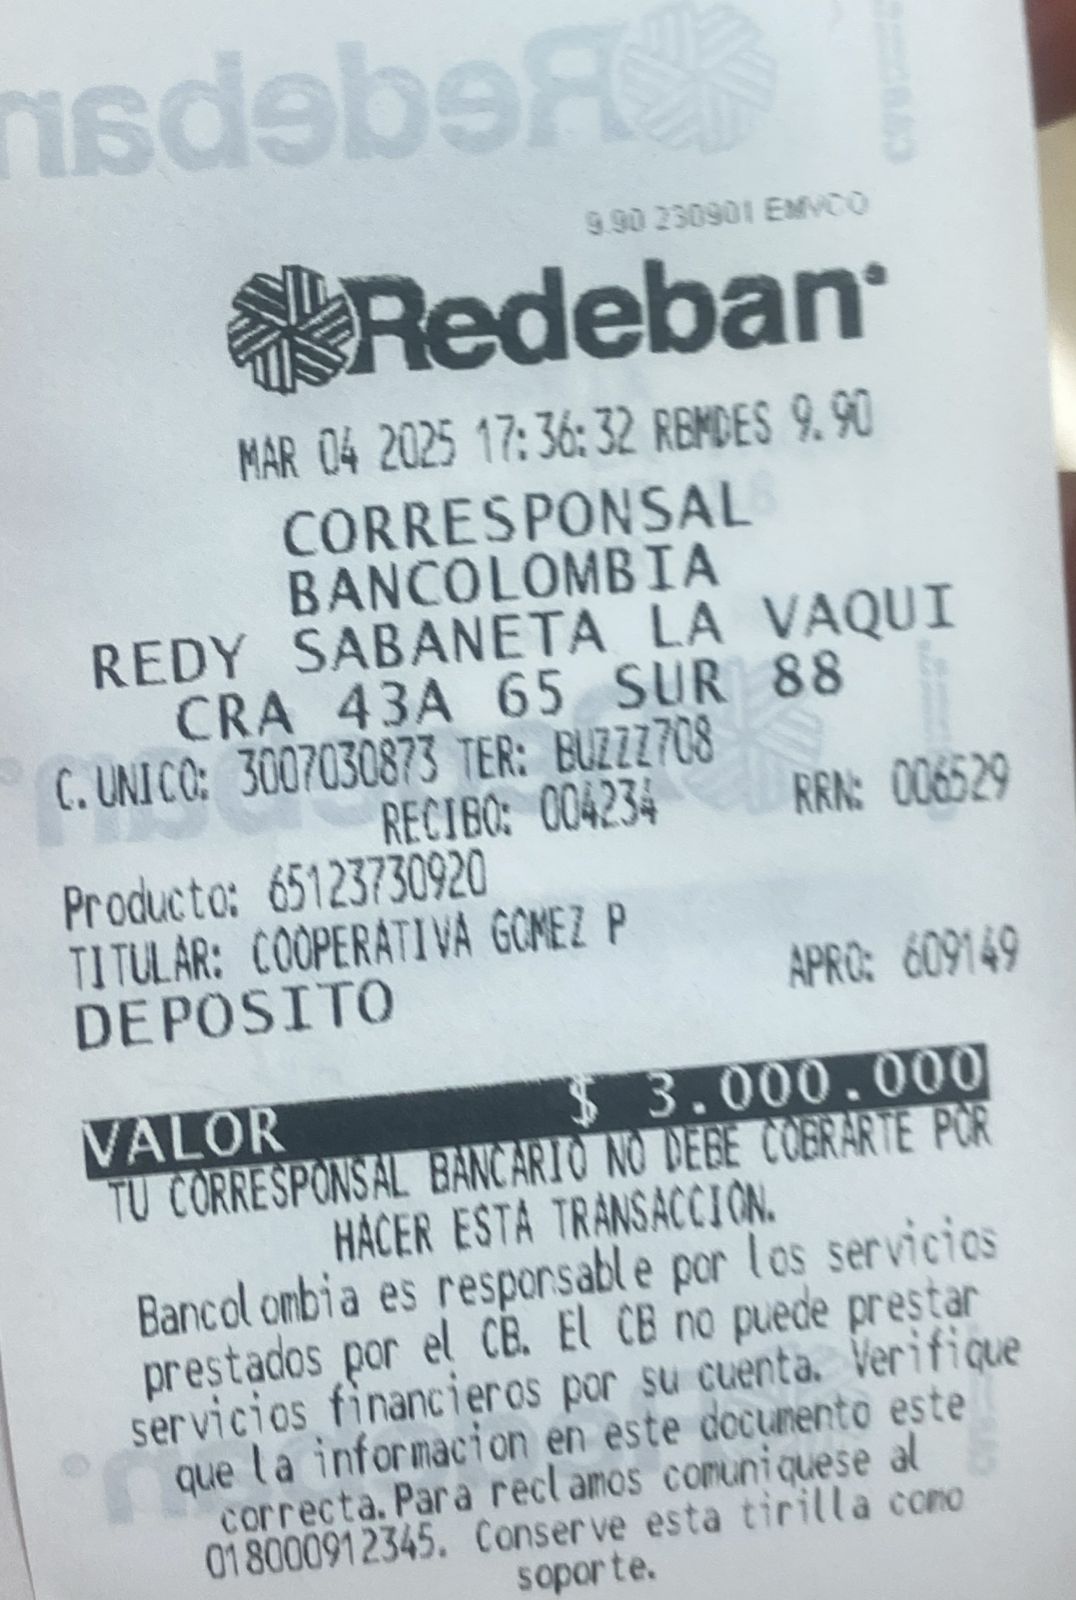 Redeban
9.90 230901 EMVCO
Redeban
MAR 04 2025 17:36:32 RBMDES 9.90
CORRESPONSAL
BANCOLOMBIA
REDY SABANETA LA VAQUI
CRA 43A 65 SUR 88
C. UNICO: 3007030873 TER: BUZZZ708
RECIBO: 004234 RRN: 006529
Producto: 65123730920
TITULAR: COOPERATIVA GOMEZ P
DEPOSITO APRO: 609149
VALOR $ 3.000.000
TU CORRESPONSAL BANCARIO NO DEBE COBRARTE POR
HACER ESTA TRANSACCION.
Bancolombia es responsable por los servicios
prestados por el CB. El CB no puede prestar
servicios financieros por su cuenta. Verifique
que la informacion en este documento este
correcta. Para reclamos comuniquese al
018000912345. Conserve esta tirilla como
soporte.